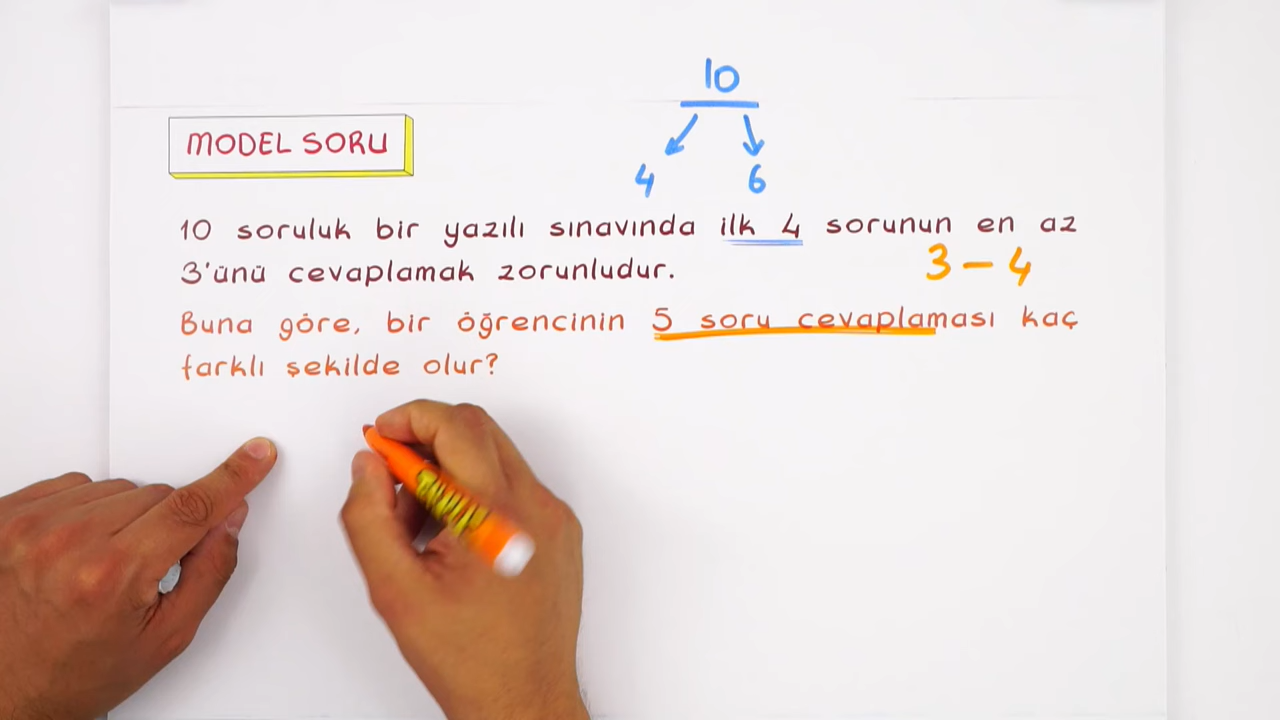 10
4 6
MODEL SORU
10 soruluk bir yazılı sınavında ilk 4 sorunun en az
3 – 4
3'ünü cevaplamak zorunludur.
Buna göre, bir öğrencinin 5 soru cevaplaması kaç
farklı şekilde olur?